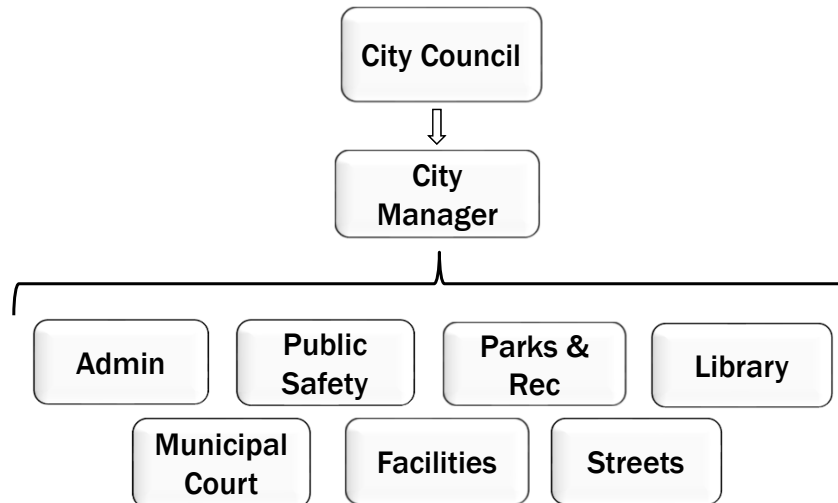 City Council
City
Manager
Admin
Public
Safety
Parks &
Rec
Library
Municipal
Court
Facilities
Streets